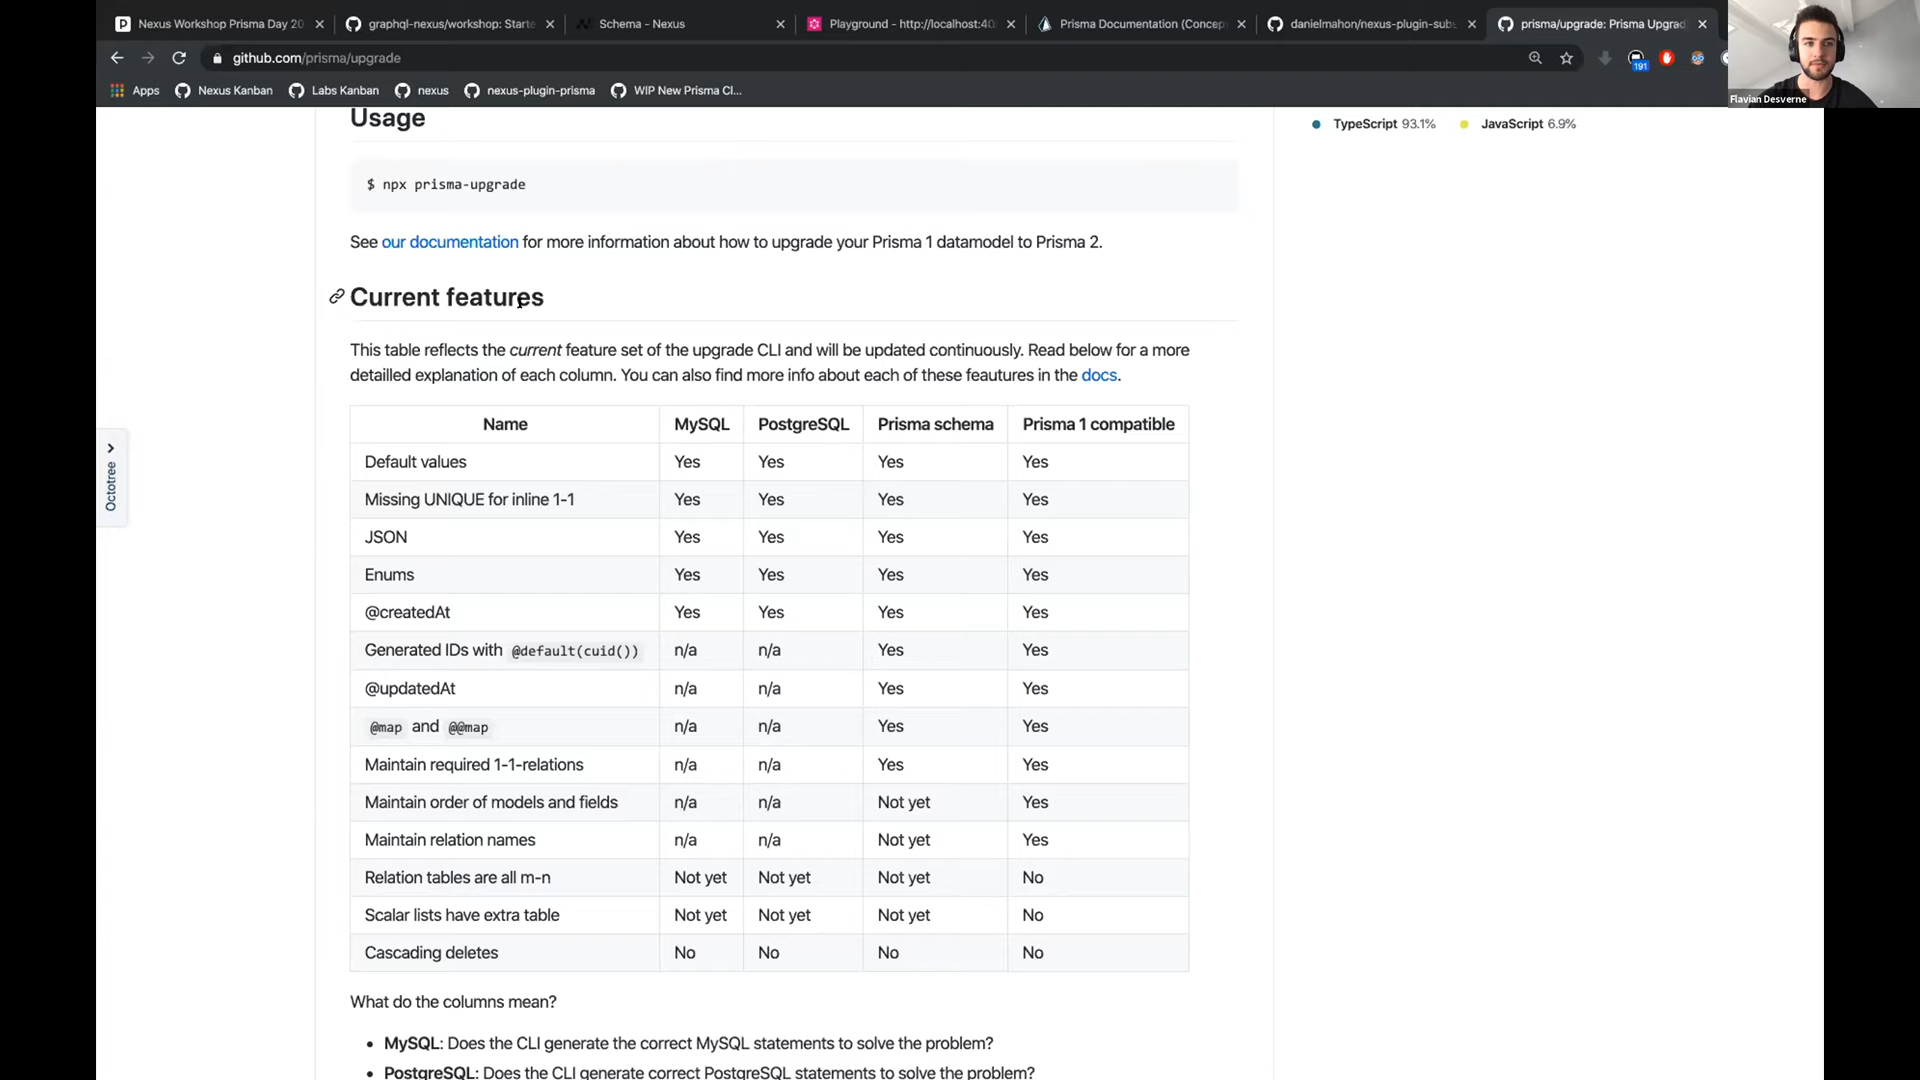 Nexus Workshop Prisma Day 20
graphql-nexus/workshop: Starte
Schema - Nexus
Playground - http://localhost:40
Prisma Documentation (Concep
danielmahon/nexus-plugin-subs
prisma/upgrade: Prisma Upgrad
github.com/prisma/upgrade
191
Apps
Nexus Kanban
Labs Kanban
nexus
nexus-plugin-prisma
WIP New Prisma Cl...
Flavian Desverne
Usage
TypeScript 93.1%
JavaScript 6.9%
$ npx prisma-upgrade
See our documentation for more information about how to upgrade your Prisma 1 datamodel to Prisma 2.
Current features
This table reflects the current feature set of the upgrade CLI and will be updated continuously. Read below for a more
detailled explanation of each column. You can also find more info about each of these feautures in the docs.
Name MySQL PostgreSQL Prisma schema Prisma 1 compatible
Default values Yes Yes Yes Yes
Missing UNIQUE for inline 1-1 Yes Yes Yes Yes
JSON Yes Yes Yes Yes
Enums Yes Yes Yes Yes
@createdAt Yes Yes Yes Yes
Generated IDs with @default(cuid()) n/a n/a Yes Yes
@updatedAt n/a n/a Yes Yes
@map and @@map n/a n/a Yes Yes
Maintain required 1-1-relations n/a n/a Yes Yes
Maintain order of models and fields n/a n/a Not yet Yes
Maintain relation names n/a n/a Not yet Yes
Relation tables are all m-n Not yet Not yet Not yet No
Scalar lists have extra table Not yet Not yet Not yet No
Cascading deletes No No No No
Octotree
What do the columns mean?
• MySQL: Does the CLI generate the correct MySQL statements to solve the problem?
• PostgreSQL: Does the CLI generate correct PostgreSQL statements to solve the problem?